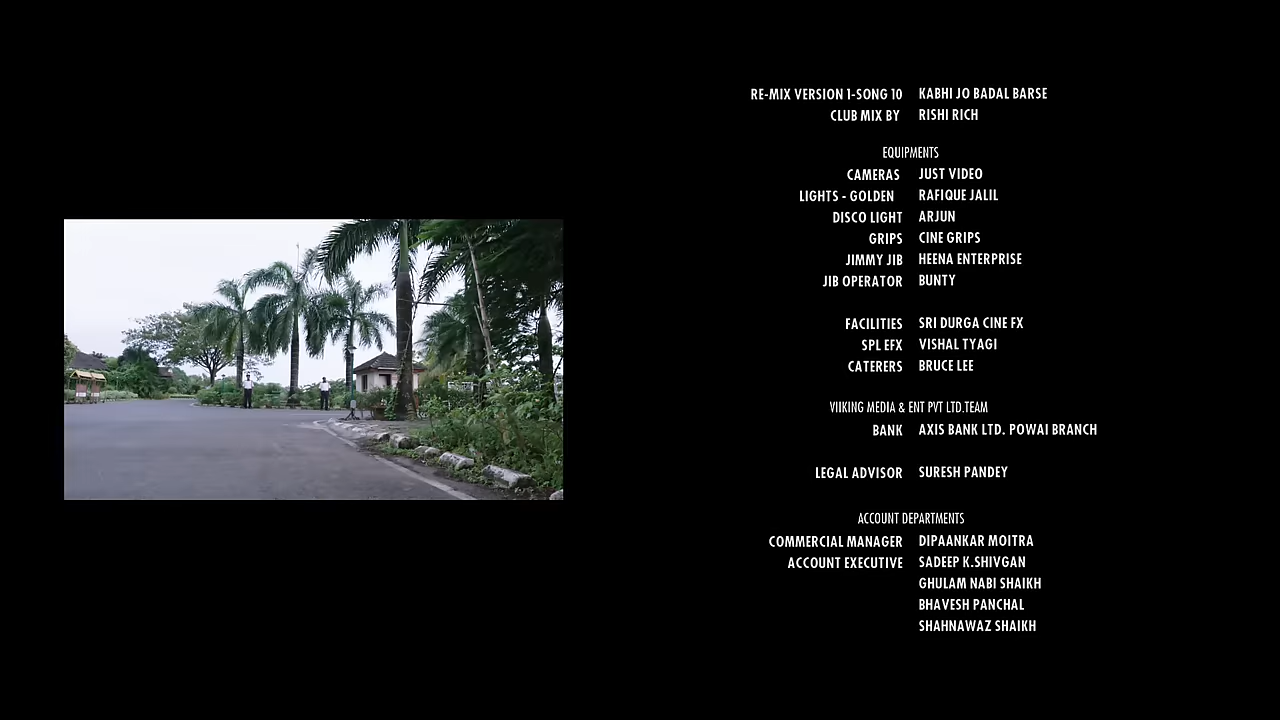 RE-MIX VERSION 1-SONG 10 KABHI JO BADAL BARSE
CLUB MIX BY RISHI RICH
EQUIPMENTS
CAMERAS JUST VIDEO
LIGHTS - GOLDEN RAFIQUE JALIL
DISCO LIGHT ARJUN
GRIPS CINE GRIPS
JIMMY JIB HEENA ENTERPRISE
JIB OPERATOR BUNTY
FACILITIES SRI DURGA CINE FX
SPL EFX VISHAL TYAGI
CATERERS BRUCE LEE
VIIKING MEDIA & ENT PVT LTD.TEAM
BANK AXIS BANK LTD. POWAI BRANCH
LEGAL ADVISOR SURESH PANDEY
ACCOUNT DEPARTMENTS
COMMERCIAL MANAGER DIPAANKAR MOITRA
ACCOUNT EXECUTIVE SADEEP K.SHIVGAN
GHULAM NABI SHAIKH
BHAVESH PANCHAL
SHAHNAWAZ SHAIKH